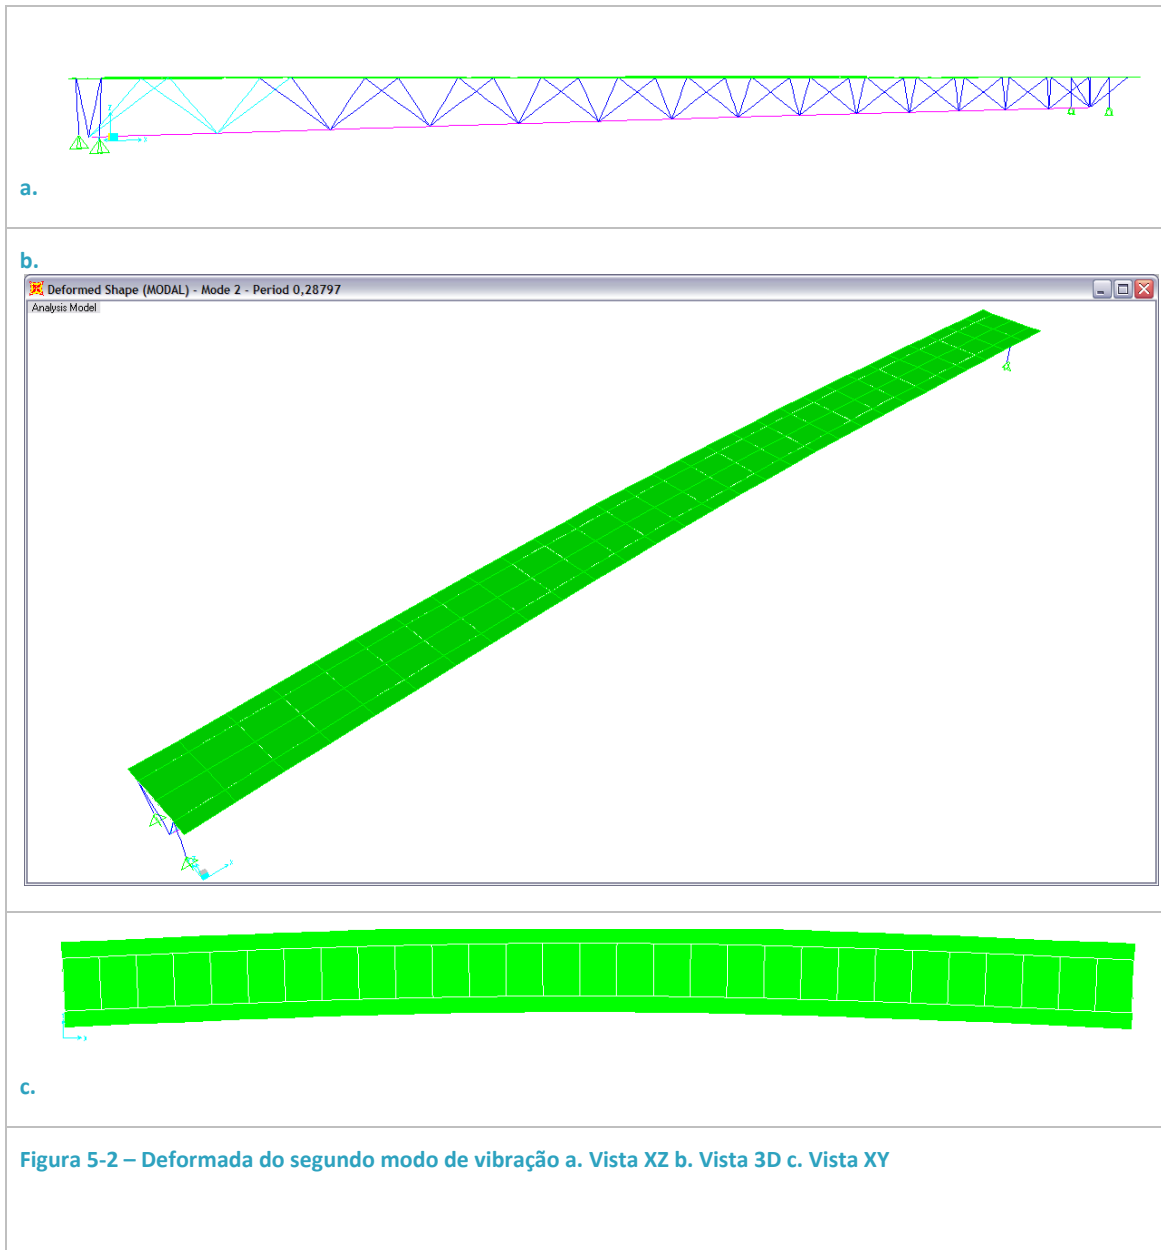 a.
b.
Deformed Shape (MODAL) - Mode 2 - Period 0,28797
Analysis Model
c.
Figura 5-2 – Deformada do segundo modo de vibração a. Vista XZ b. Vista 3D c. Vista XY